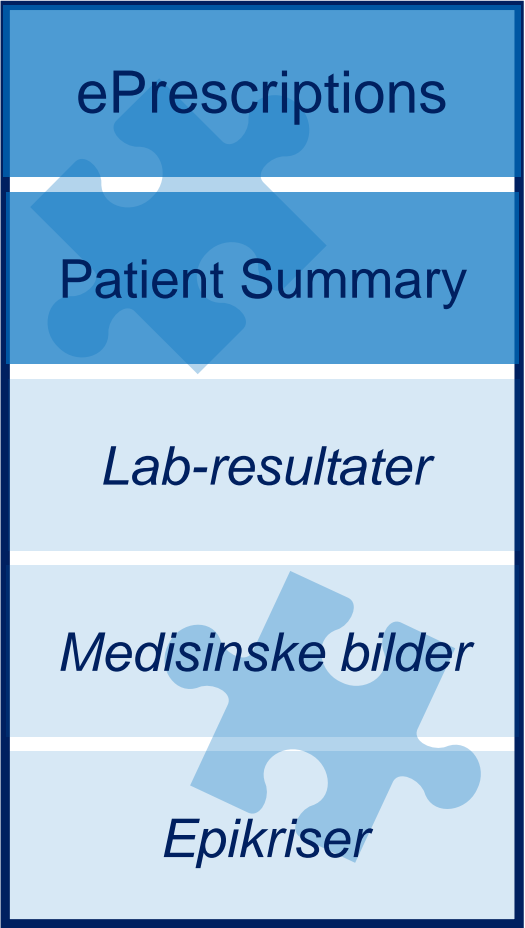 ePrescriptions
Patient Summary
Lab-resultater
Medisinske bilder
Epikriser